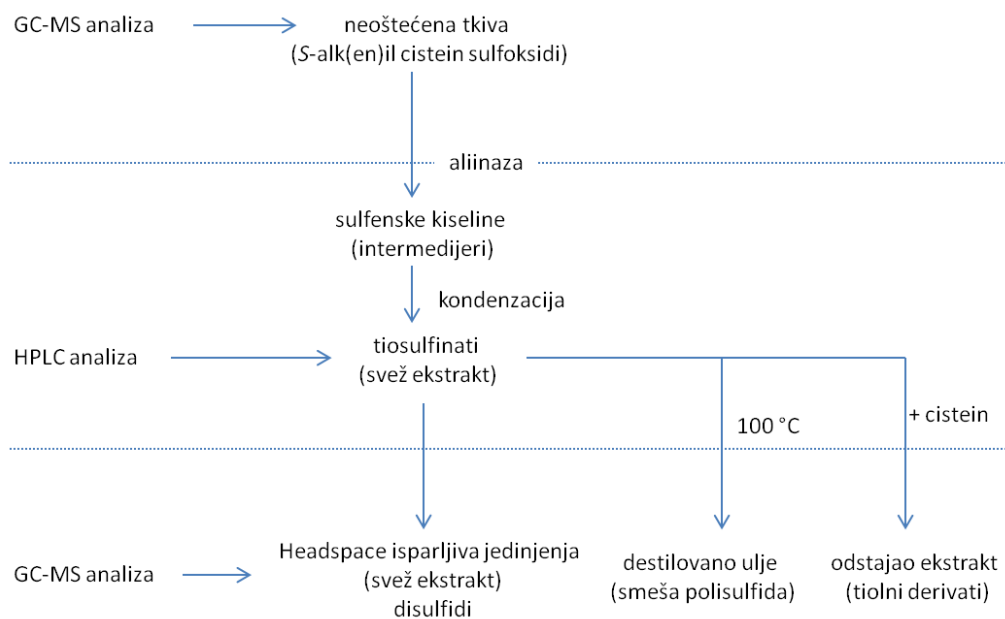 GC-MS analiza
neoštećena tkiva
(S-alk(en)il cistein sulfoksidi)
aliinaza
sulfenske kiseline
(intermedijeri)
kondenzacija
HPLC analiza
tiosulfinati
(svež ekstrakt)
100 °C
+ cistein
GC-MS analiza
Headspace isparljiva jedinjenja
(svež ekstrakt)
disulfidi
destilovano ulje
(smeša polisulfida)
odstajao ekstrakt
(tiolni derivati)